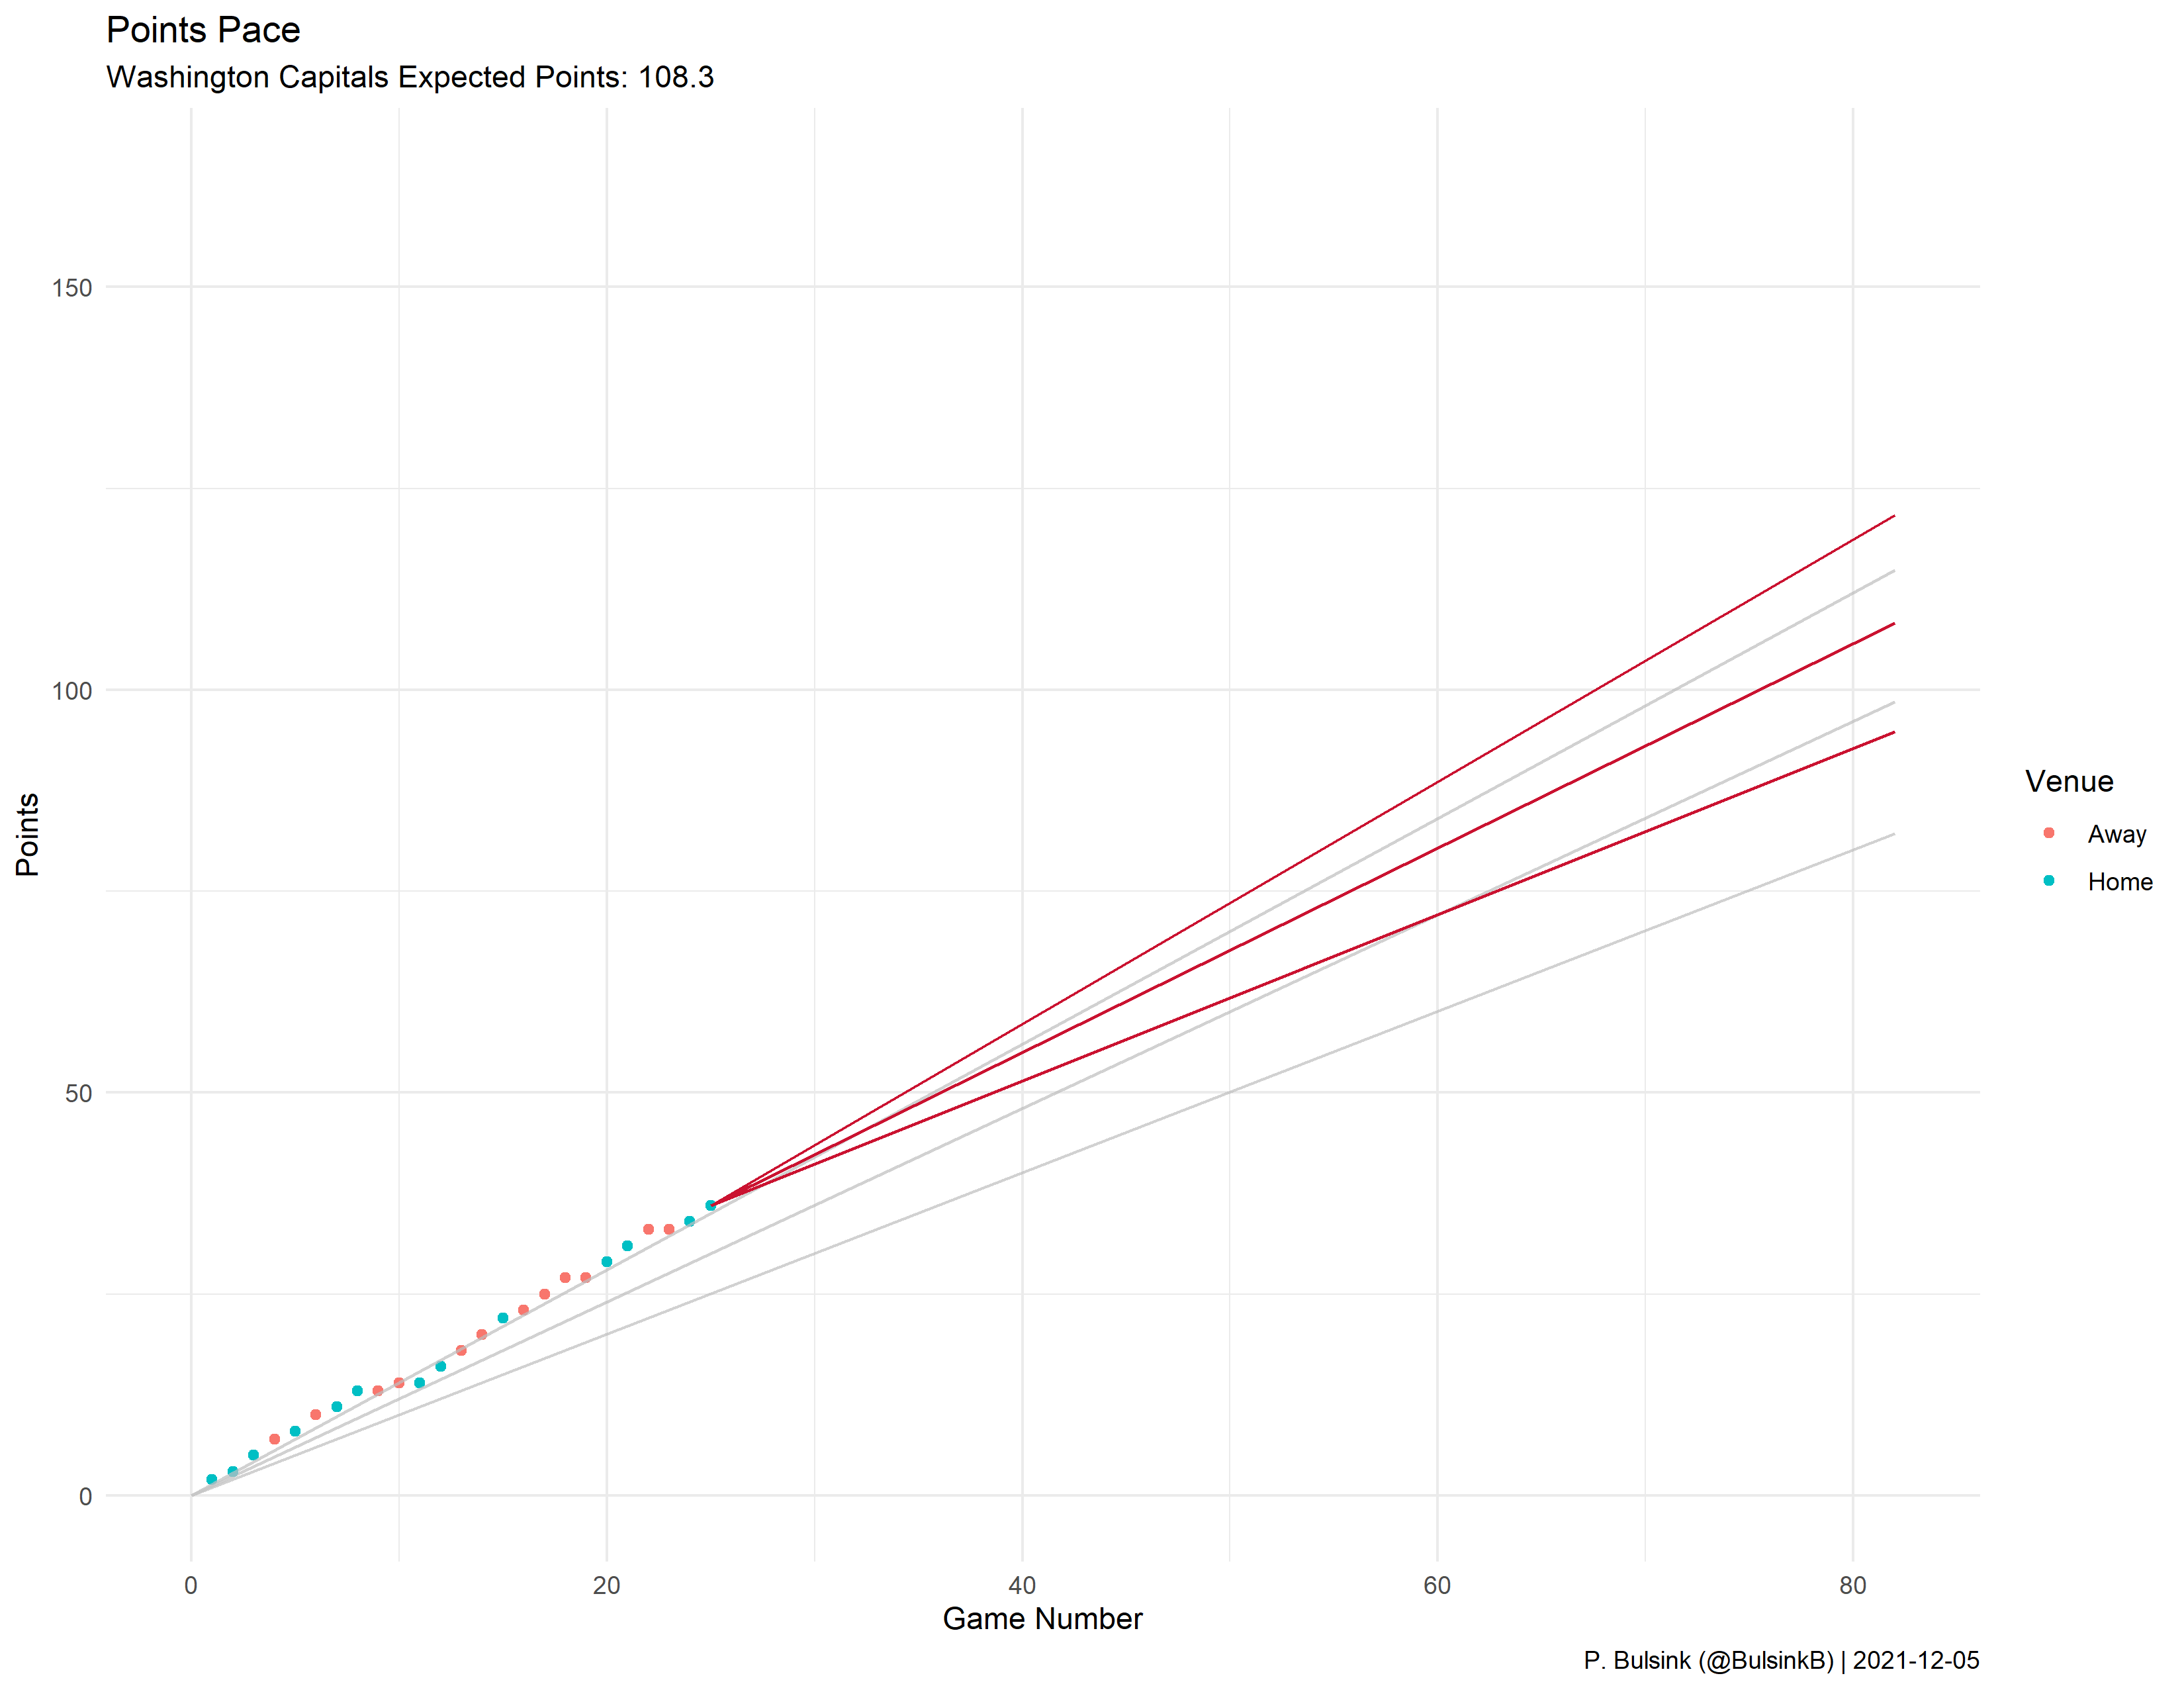 Points Pace
Washington Capitals Expected Points: 108.3
150
100
50
0
Points
0 20 40 60 80
Game Number
Venue
Away
Home
P. Bulsink (@BulsinkB) | 2021-12-05